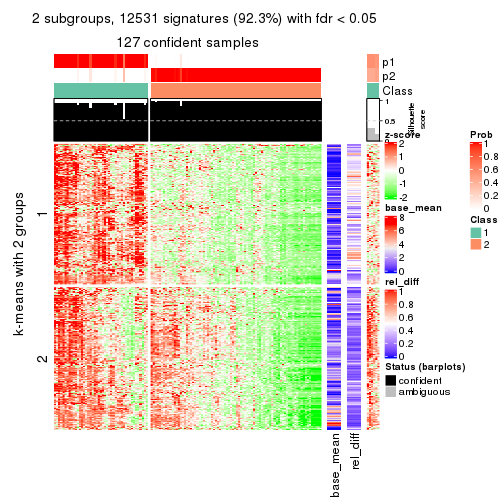 2 subgroups, 12531 signatures (92.3%) with fdr < 0.05
127 confident samples
p1
p2
Class
1
0.5
0
Silhouette
score
k-means with 2 groups
1
2
base_mean
rel_diff
z-score
2
1
0
-1
-2
base_mean
8
6
4
2
0
rel_diff
1
0.8
0.6
0.4
0.2
0
Status (barplots)
confident
ambiguous
Prob
1
0.8
0.6
0.4
0.2
0
Class
1
2